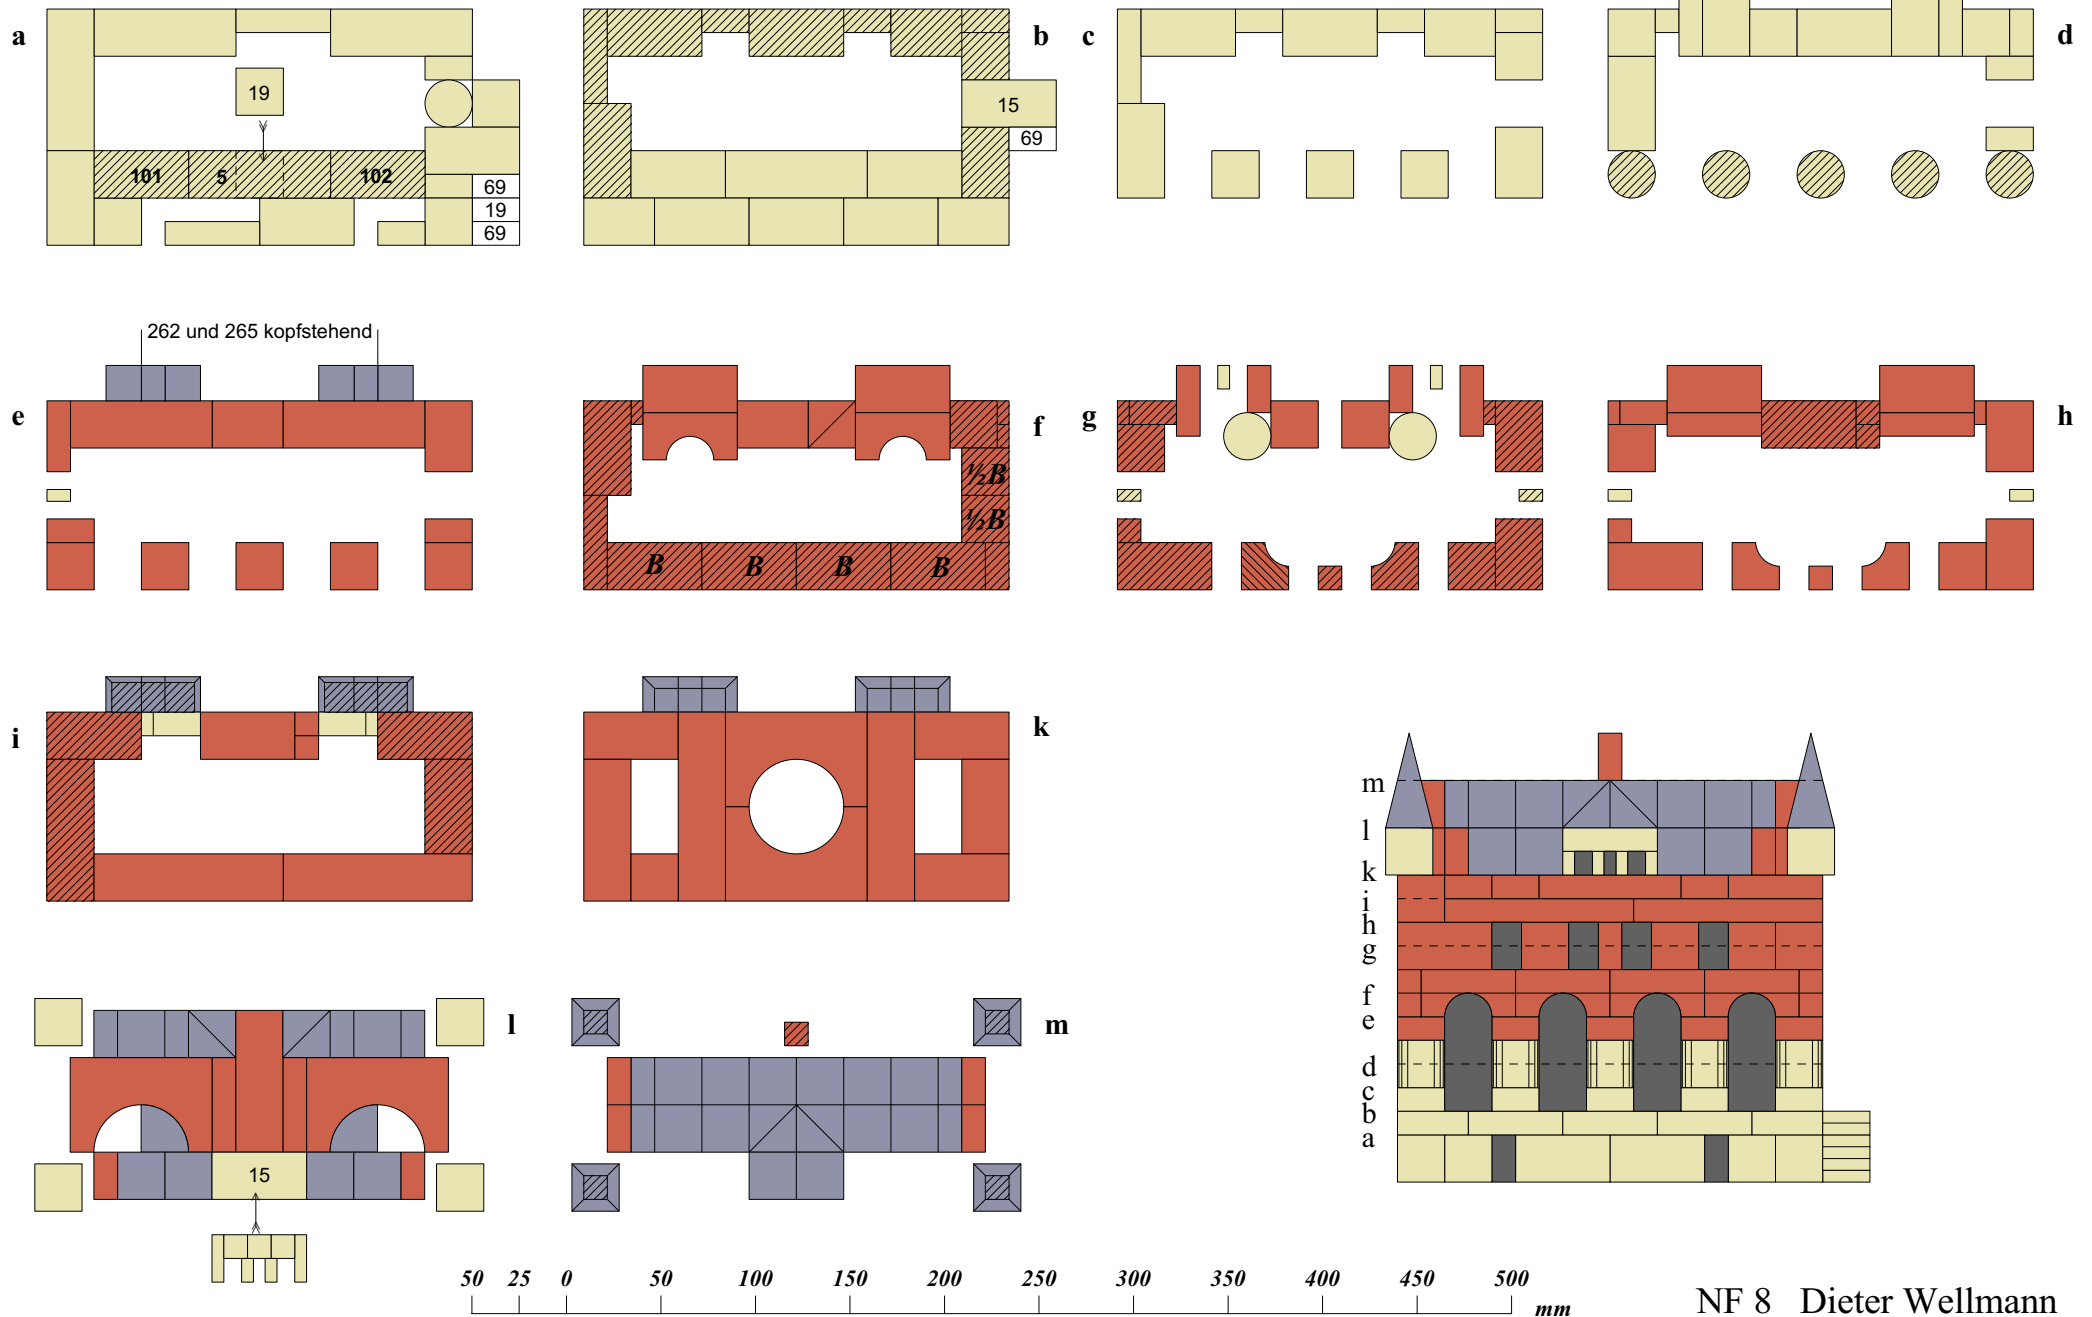 a
19
101 5 102
69
19
69
b
15
69
c
d
262 und 265 kopfstehend
e
f
½B
½B
B B B B
g
h
i
k
m
l
k
i
h
g
f
e
d
c
b
a
l
15
m
50 25 0 50 100 150 200 250 300 350 400 450 500
mm
NF 8 Dieter Wellmann